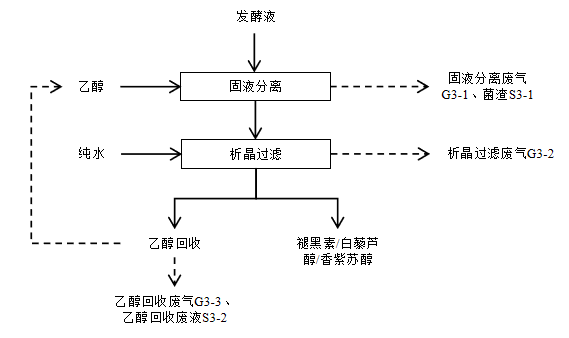 发酵液
乙醇
固液分离
固液分离废气
G3-1、菌渣S3-1
纯水
析晶过滤
析晶过滤废气G3-2
乙醇回收
褪黑素/白藜芦
醇/香紫苏醇
乙醇回收废气G3-3、
乙醇回收废液S3-2